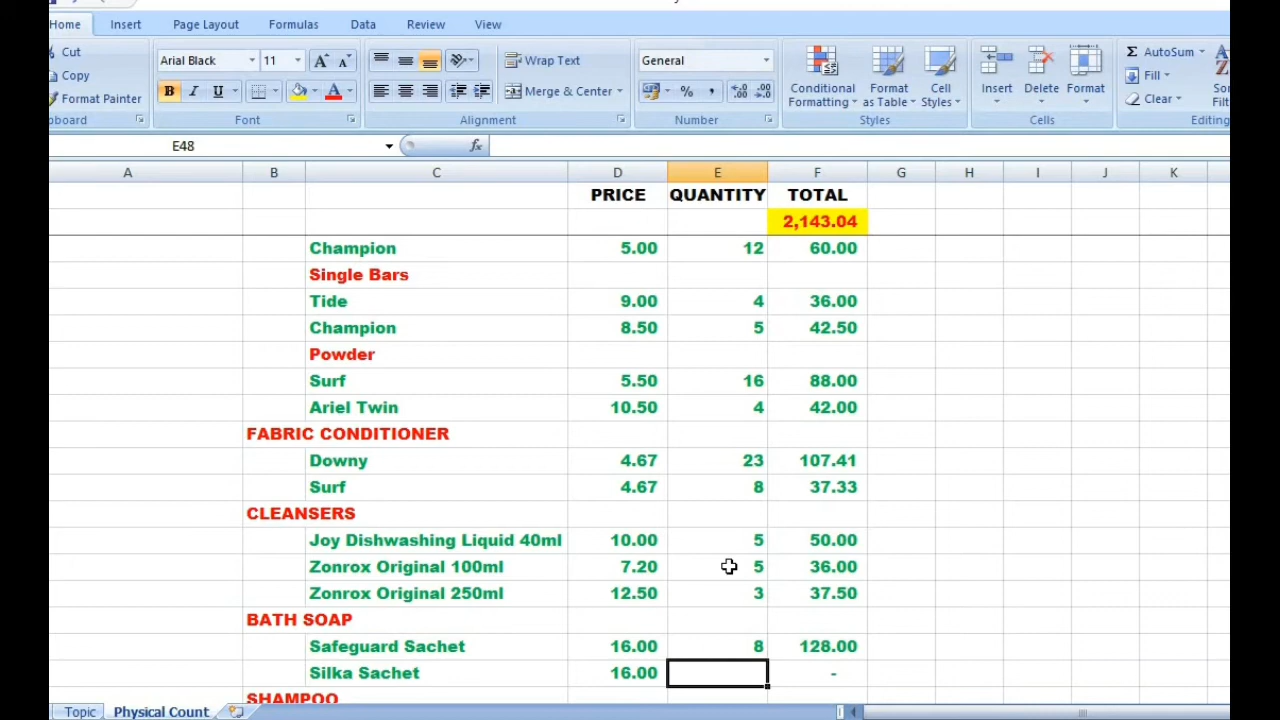 Home Insert Page Layout Formulas Data Review View
Cut Arial Black 11 A A Wrap Text General Σ AutoSum
Copy Conditional Format Cell Insert Delete Format Fill
Format Painter B I U A Merge & Center % , Formatting as Table Styles Clear
Font Alignment Number Styles Cells Editing
E48 fx
A B C D E F G H I J K
PRICE QUANTITY TOTAL
2,143.04
Champion 5.00 12 60.00
Single Bars
Tide 9.00 4 36.00
Champion 8.50 5 42.50
Powder
Surf 5.50 16 88.00
Ariel Twin 10.50 4 42.00
FABRIC CONDITIONER
Downy 4.67 23 107.41
Surf 4.67 8 37.33
CLEANSERS
Joy Dishwashing Liquid 40ml 10.00 5 50.00
Zonrox Original 100ml 7.20 5 36.00
Zonrox Original 250ml 12.50 3 37.50
BATH SOAP
Safeguard Sachet 16.00 8 128.00
Silka Sachet 16.00 -
SHAMPOO
Topic Physical Count